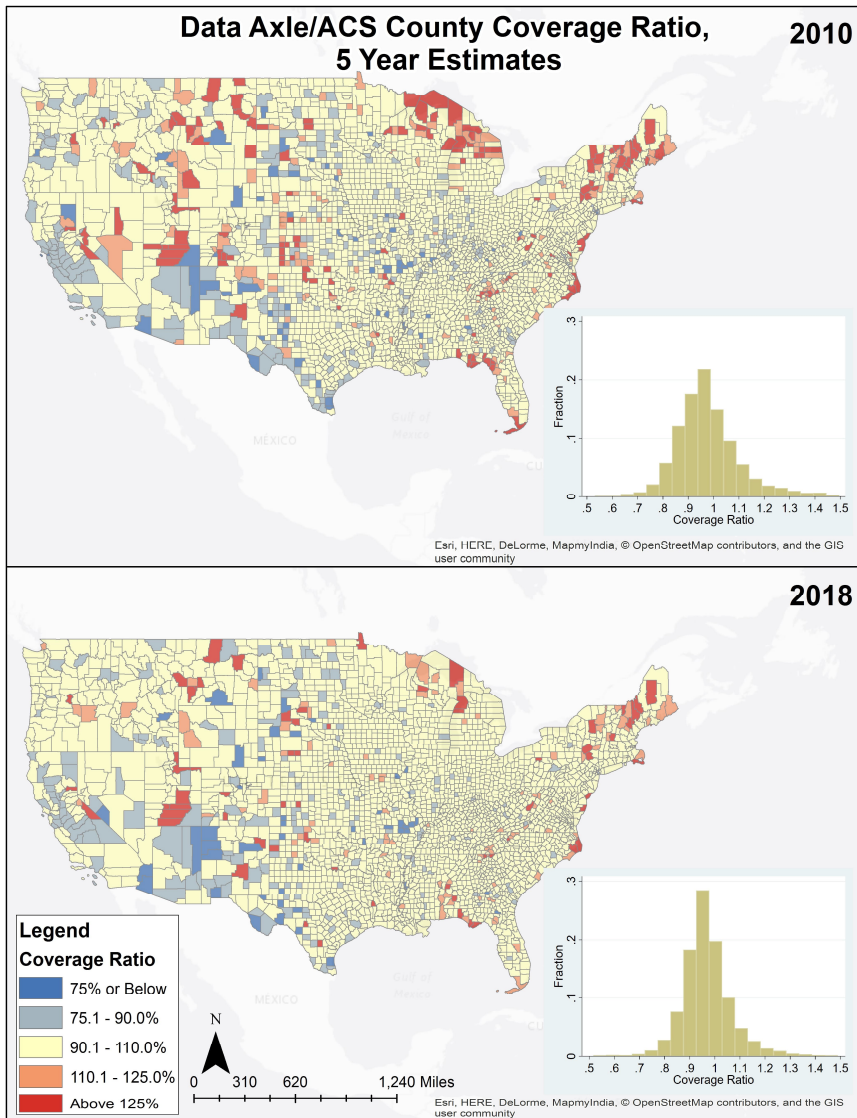 Data Axle/ACS County Coverage Ratio,
5 Year Estimates
2010
Gulf of
Mexico
MÉXICO
CU
.3
.2
.1
0
Fraction
.5 .6 .7 .8 .9 1 1.1 1.2 1.3 1.4 1.5
Coverage Ratio
Esri, HERE, DeLorme, MapmyIndia, © OpenStreetMap contributors, and the GIS
user community
2018
Gulf of
Mexico
MÉXICO
CU
.3
.2
.1
0
Fraction
.5 .6 .7 .8 .9 1 1.1 1.2 1.3 1.4 1.5
Coverage Ratio
Legend
Coverage Ratio
75% or Below
75.1 - 90.0%
90.1 - 110.0%
110.1 - 125.0%
Above 125%
N
0 310 620 1,240 Miles
Esri, HERE, DeLorme, MapmyIndia, © OpenStreetMap contributors, and the GIS
user community